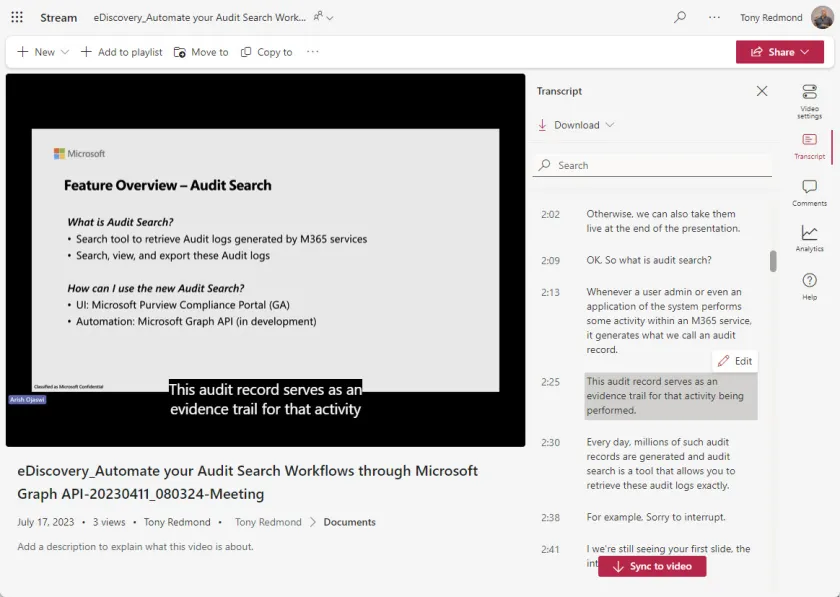 Stream
eDiscovery_Automate your Audit Search Work...
Tony Redmond
New
Add to playlist
Move to
Copy to
Share
Microsoft
Feature Overview – Audit Search
What is Audit Search?
• Search tool to retrieve Audit logs generated by M365 services
• Search, view, and export these Audit logs
How can I use the new Audit Search?
• UI: Microsoft Purview Compliance Portal (GA)
• Automation: Microsoft Graph API (in development)
Classified as Microsoft Confidential
Arish Ojaswi
This audit record serves as an
evidence trail for that activity
eDiscovery_Automate your Audit Search Workflows through Microsoft
Graph API-20230411_080324-Meeting
July 17, 2023 • 3 views • Tony Redmond • Tony Redmond > Documents
Add a description to explain what this video is about.
Transcript
Download
Search
2:02 Otherwise, we can also take them
live at the end of the presentation.
2:09 OK. So what is audit search?
2:13 Whenever a user admin or even an
application of the system performs
some activity within an M365 service,
it generates what we call an audit
record.
Edit
2:25 This audit record serves as an
evidence trail for that activity being
performed.
2:30 Every day, millions of such audit
records are generated and audit
search is a tool that allows you to
retrieve these audit logs exactly.
2:38 For example, Sorry to interrupt.
2:41 I we're still seeing your first slide, the
Sync to video
Video
settings
Transcript
Comments
Analytics
Help